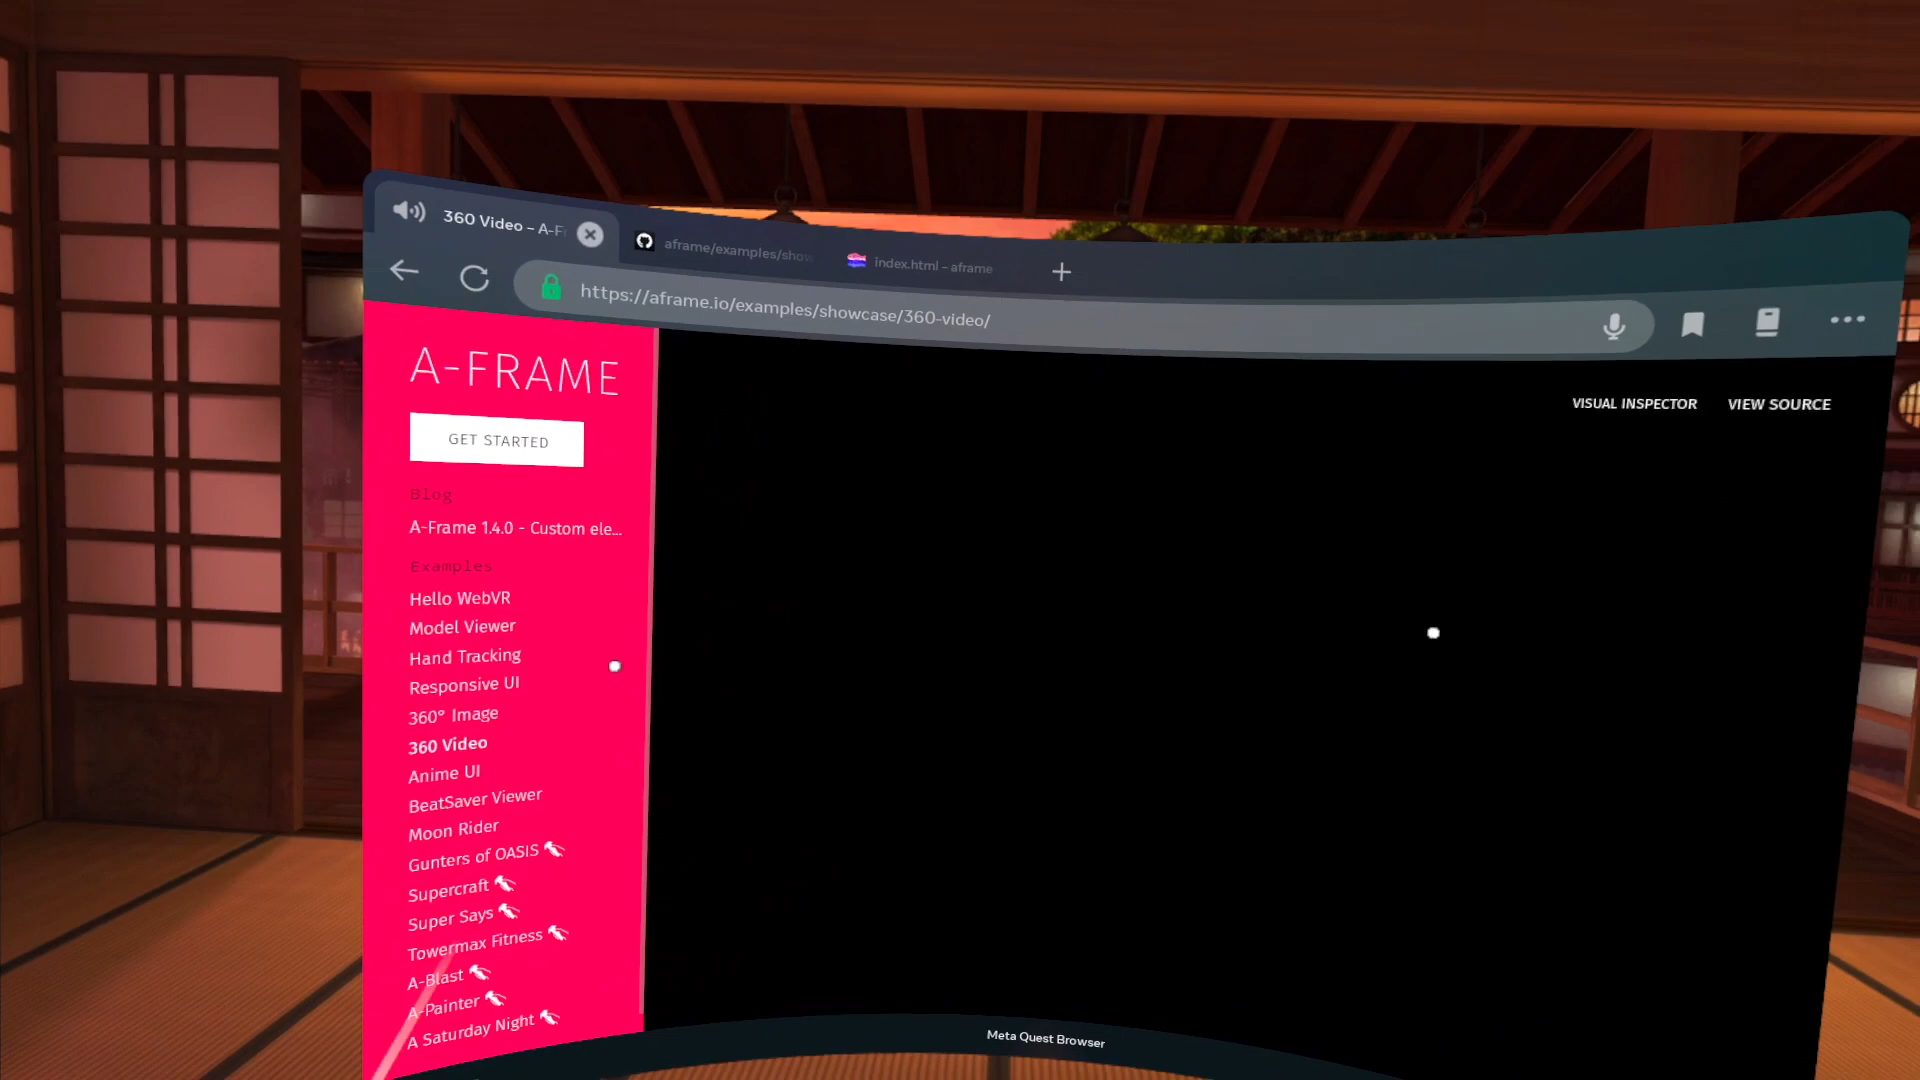 360 Video – A-Fr
aframe/examples/show
index.html – aframe
https://aframe.io/examples/showcase/360-video/
A-FRAME
VISUAL INSPECTOR
VIEW SOURCE
GET STARTED
Blog
A-Frame 1.4.0 - Custom ele...
Examples
Hello WebVR
Model Viewer
Hand Tracking
Responsive UI
360° Image
360 Video
Anime UI
BeatSaver Viewer
Moon Rider
Gunters of OASIS
Supercraft
Super Says
Towermax Fitness
A-Blast
A-Painter
A Saturday Night
Meta Quest Browser